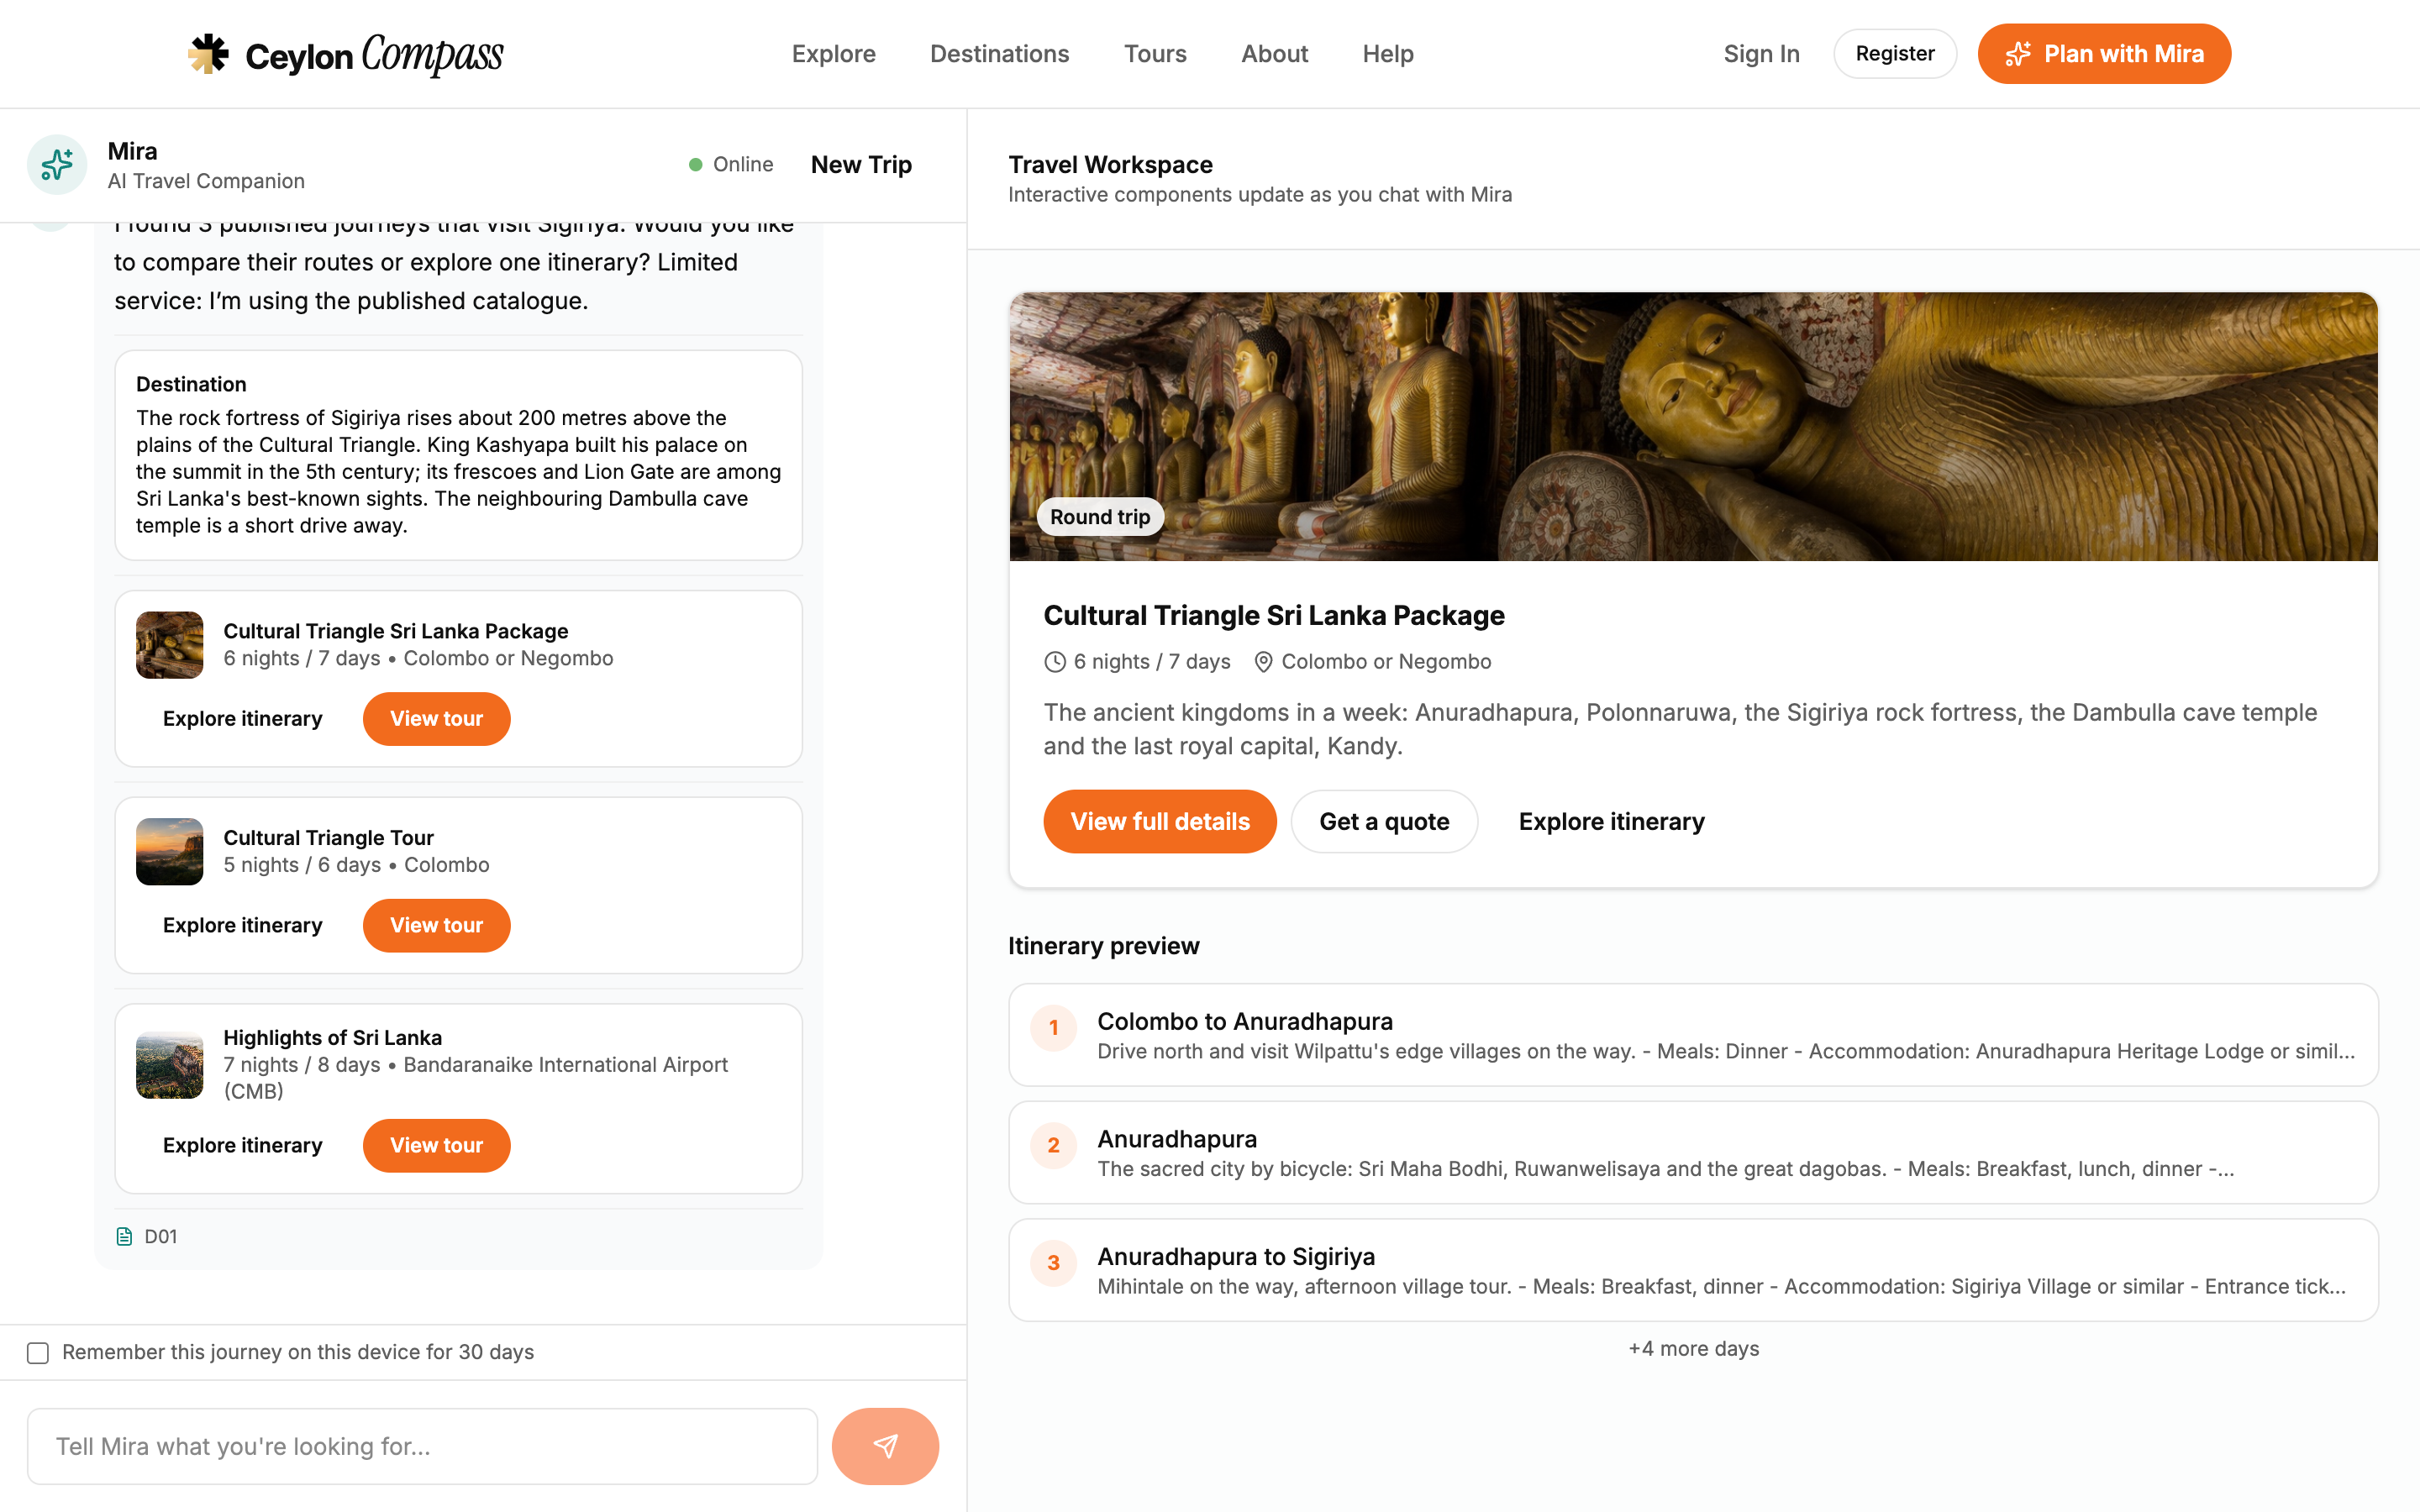 Ceylon Compass
Explore
Destinations
Tours
About
Help
Sign In
Register
Plan with Mira
Mira
AI Travel Companion
Online
New Trip
I found 3 published journeys that visit Sigiriya. Would you like
to compare their routes or explore one itinerary? Limited
service: I’m using the published catalogue.
Destination
The rock fortress of Sigiriya rises about 200 metres above the
plains of the Cultural Triangle. King Kashyapa built his palace on
the summit in the 5th century; its frescoes and Lion Gate are among
Sri Lanka's best-known sights. The neighbouring Dambulla cave
temple is a short drive away.
Cultural Triangle Sri Lanka Package
6 nights / 7 days • Colombo or Negombo
Explore itinerary
View tour
Cultural Triangle Tour
5 nights / 6 days • Colombo
Explore itinerary
View tour
Highlights of Sri Lanka
7 nights / 8 days • Bandaranaike International Airport
(CMB)
Explore itinerary
View tour
D01
Remember this journey on this device for 30 days
Tell Mira what you're looking for...
Travel Workspace
Interactive components update as you chat with Mira
Round trip
Cultural Triangle Sri Lanka Package
6 nights / 7 days
Colombo or Negombo
The ancient kingdoms in a week: Anuradhapura, Polonnaruwa, the Sigiriya rock fortress, the Dambulla cave temple
and the last royal capital, Kandy.
View full details
Get a quote
Explore itinerary
Itinerary preview
1
Colombo to Anuradhapura
Drive north and visit Wilpattu's edge villages on the way. - Meals: Dinner - Accommodation: Anuradhapura Heritage Lodge or simil...
2
Anuradhapura
The sacred city by bicycle: Sri Maha Bodhi, Ruwanwelisaya and the great dagobas. - Meals: Breakfast, lunch, dinner -...
3
Anuradhapura to Sigiriya
Mihintale on the way, afternoon village tour. - Meals: Breakfast, dinner - Accommodation: Sigiriya Village or similar - Entrance tick...
+4 more days